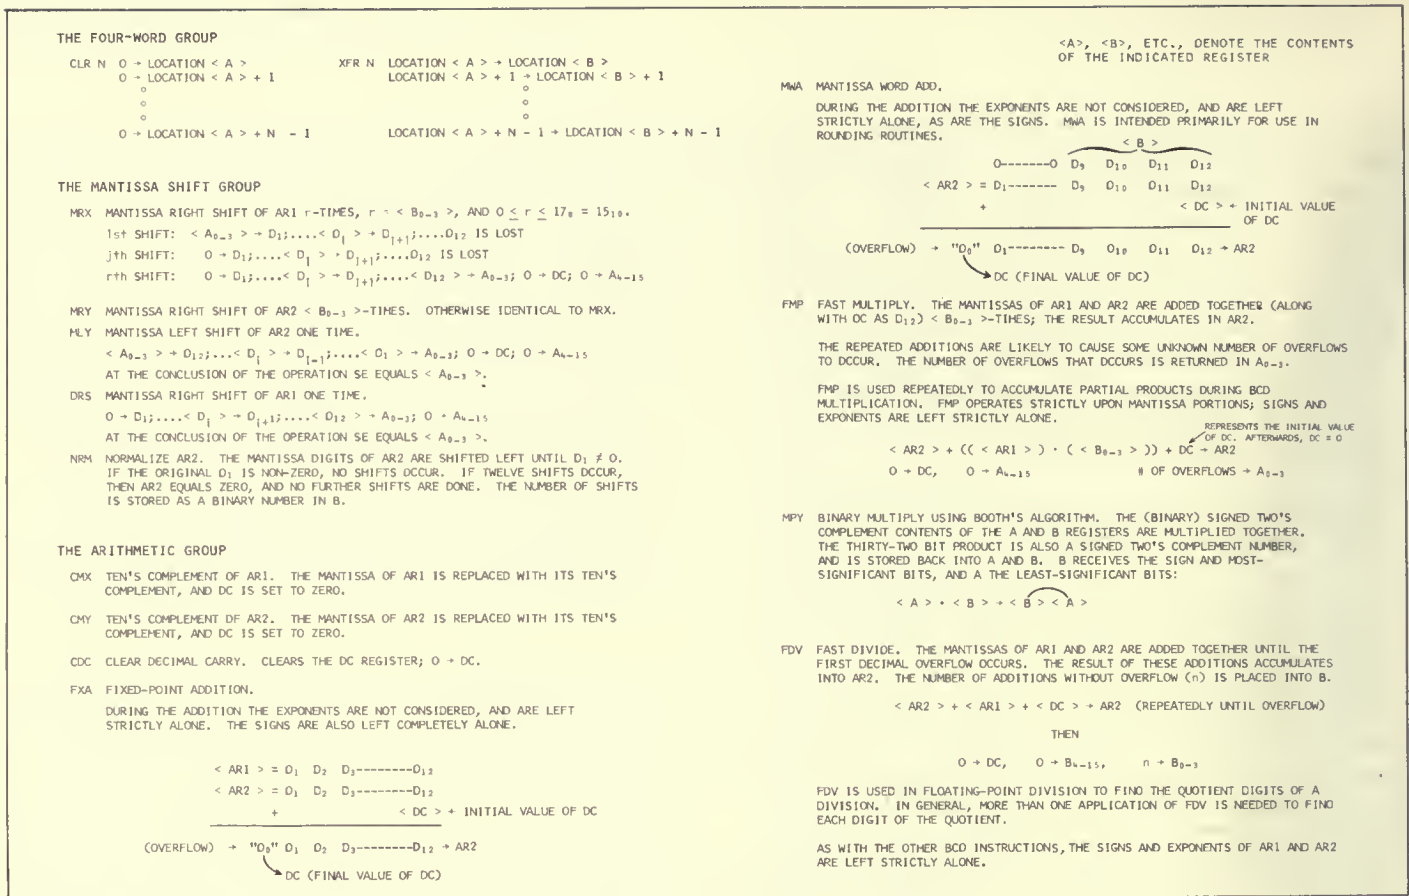 THE FOUR-WORD GROUP
CLR N 0 → LOCATION < A >
0 → LOCATION < A > + 1
0 → LOCATION < A > + N - 1
XFR N LOCATION < A > → LOCATION < B >
LOCATION < A > + 1 → LOCATION < B > + 1
LOCATION < A > + N - 1 → LOCATION < B > + N - 1
THE MANTISSA SHIFT GROUP
MRX MANTISSA RIGHT SHIFT OF AR1 r-TIMES, r = < B₀₋₃ >, AND 0 ≤ r ≤ 17₈ = 15₁₀.
1st SHIFT: < A₀₋₃ > → D₁;....< Dᵢ > → Dᵢ₊₁;....D₁₂ IS LOST
jth SHIFT: 0 → D₁;....< Dᵢ > → Dᵢ₊₁;....D₁₂ IS LOST
rth SHIFT: 0 → D₁;....< Dᵢ > → Dᵢ₊₁;....< D₁₂ > → A₀₋₃; 0 → DC; 0 → A₄₋₁₅
MRY MANTISSA RIGHT SHIFT OF AR2 < B₀₋₃ >-TIMES. OTHERWISE IDENTICAL TO MRX.
MLY MANTISSA LEFT SHIFT OF AR2 ONE TIME.
< A₀₋₃ > → D₁₂;...< Dᵢ > → Dᵢ₋₁;....< D₁ > → A₀₋₃; 0 → DC; 0 → A₄₋₁₅
AT THE CONCLUSION OF THE OPERATION SE EQUALS < A₀₋₃ >.
DRS MANTISSA RIGHT SHIFT OF AR1 ONE TIME.
0 → D₁;....< Dᵢ > → Dᵢ₊₁;....< D₁₂ > → A₀₋₃; 0 → A₄₋₁₅
AT THE CONCLUSION OF THE OPERATION SE EQUALS < A₀₋₃ >.
NRM NORMALIZE AR2. THE MANTISSA DIGITS OF AR2 ARE SHIFTED LEFT UNTIL D₁ ≠ 0.
IF THE ORIGINAL D₁ IS NON-ZERO, NO SHIFTS OCCUR. IF TWELVE SHIFTS OCCUR,
THEN AR2 EQUALS ZERO, AND NO FURTHER SHIFTS ARE DONE. THE NUMBER OF SHIFTS
IS STORED AS A BINARY NUMBER IN B.
THE ARITHMETIC GROUP
CMX TEN'S COMPLEMENT OF AR1. THE MANTISSA OF AR1 IS REPLACED WITH ITS TEN'S
COMPLEMENT, AND DC IS SET TO ZERO.
CMY TEN'S COMPLEMENT OF AR2. THE MANTISSA OF AR2 IS REPLACED WITH ITS TEN'S
COMPLEMENT, AND DC IS SET TO ZERO.
CDC CLEAR DECIMAL CARRY. CLEARS THE DC REGISTER; 0 → DC.
FXA FIXED-POINT ADDITION.
DURING THE ADDITION THE EXPONENTS ARE NOT CONSIDERED, AND ARE LEFT
STRICTLY ALONE. THE SIGNS ARE ALSO LEFT COMPLETELY ALONE.
< AR1 > = D₁ D₂ D₃--------D₁₂
< AR2 > = D₁ D₂ D₃--------D₁₂
+ < DC > ← INITIAL VALUE OF DC
(OVERFLOW) → "D₀" D₁ D₂ D₃--------D₁₂ → AR2
DC (FINAL VALUE OF DC)
<A>, <B>, ETC., DENOTE THE CONTENTS
OF THE INDICATED REGISTER
MWA MANTISSA WORD ADD.
DURING THE ADDITION THE EXPONENTS ARE NOT CONSIDERED, AND ARE LEFT
STRICTLY ALONE, AS ARE THE SIGNS. MWA IS INTENDED PRIMARILY FOR USE IN
ROUNDING ROUTINES.
< B >
0-------0 D₉ D₁₀ D₁₁ D₁₂
< AR2 > = D₁------- D₉ D₁₀ D₁₁ D₁₂
+ < DC > ← INITIAL VALUE
OF DC
(OVERFLOW) → "D₀" D₁-------- D₉ D₁₀ D₁₁ D₁₂ → AR2
DC (FINAL VALUE OF DC)
FMP FAST MULTIPLY. THE MANTISSAS OF AR1 AND AR2 ARE ADDED TOGETHER (ALONG
WITH DC AS D₁₂) < B₀₋₃ >-TIMES; THE RESULT ACCUMULATES IN AR2.
THE REPEATED ADDITIONS ARE LIKELY TO CAUSE SOME UNKNOWN NUMBER OF OVERFLOWS
TO OCCUR. THE NUMBER OF OVERFLOWS THAT OCCURS IS RETURNED IN A₀₋₃.
FMP IS USED REPEATEDLY TO ACCUMULATE PARTIAL PRODUCTS DURING BCD
MULTIPLICATION. FMP OPERATES STRICTLY UPON MANTISSA PORTIONS; SIGNS AND
EXPONENTS ARE LEFT STRICTLY ALONE.
REPRESENTS THE INITIAL VALUE
OF DC. AFTERWARDS, DC = 0
< AR2 > + (( < AR1 > ) · ( < B₀₋₃ > )) + DC → AR2
0 → DC, 0 → A₄₋₁₅ # OF OVERFLOWS → A₀₋₃
MPY BINARY MULTIPLY USING BOOTH'S ALGORITHM. THE (BINARY) SIGNED TWO'S
COMPLEMENT CONTENTS OF THE A AND B REGISTERS ARE MULTIPLIED TOGETHER.
THE THIRTY-TWO BIT PRODUCT IS ALSO A SIGNED TWO'S COMPLEMENT NUMBER,
AND IS STORED BACK INTO A AND B. B RECEIVES THE SIGN AND MOST-
SIGNIFICANT BITS, AND A THE LEAST-SIGNIFICANT BITS:
< A > · < B > → < B > < A >
FDV FAST DIVIDE. THE MANTISSAS OF AR1 AND AR2 ARE ADDED TOGETHER UNTIL THE
FIRST DECIMAL OVERFLOW OCCURS. THE RESULT OF THESE ADDITIONS ACCUMULATES
INTO AR2. THE NUMBER OF ADDITIONS WITHOUT OVERFLOW (n) IS PLACED INTO B.
< AR2 > + < AR1 > + < DC > → AR2 (REPEATEDLY UNTIL OVERFLOW)
THEN
0 → DC, 0 → B₄₋₁₅, n → B₀₋₃
FDV IS USED IN FLOATING-POINT DIVISION TO FIND THE QUOTIENT DIGITS OF A
DIVISION. IN GENERAL, MORE THAN ONE APPLICATION OF FDV IS NEEDED TO FIND
EACH DIGIT OF THE QUOTIENT.
AS WITH THE OTHER BCD INSTRUCTIONS, THE SIGNS AND EXPONENTS OF AR1 AND AR2
ARE LEFT STRICTLY ALONE.